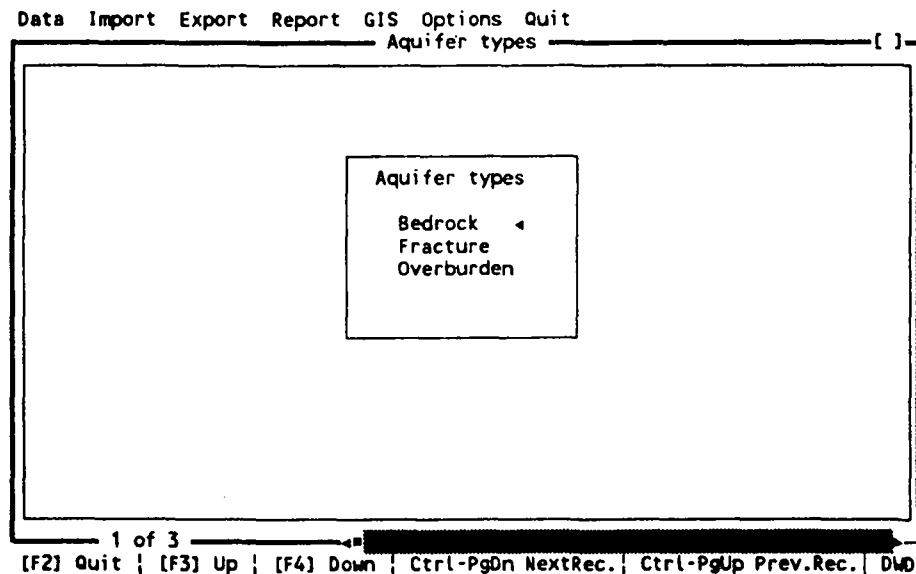 Data Import Export Report GIS Options Quit
Aquifer types [ ]
Aquifer types
Bedrock ◄
Fracture
Overburden
1 of 3
[F2] Quit ¦ [F3] Up ¦ [F4] Down ¦ Ctrl-PgDn NextRec.¦ Ctrl-PgUp Prev.Rec.¦ DWD